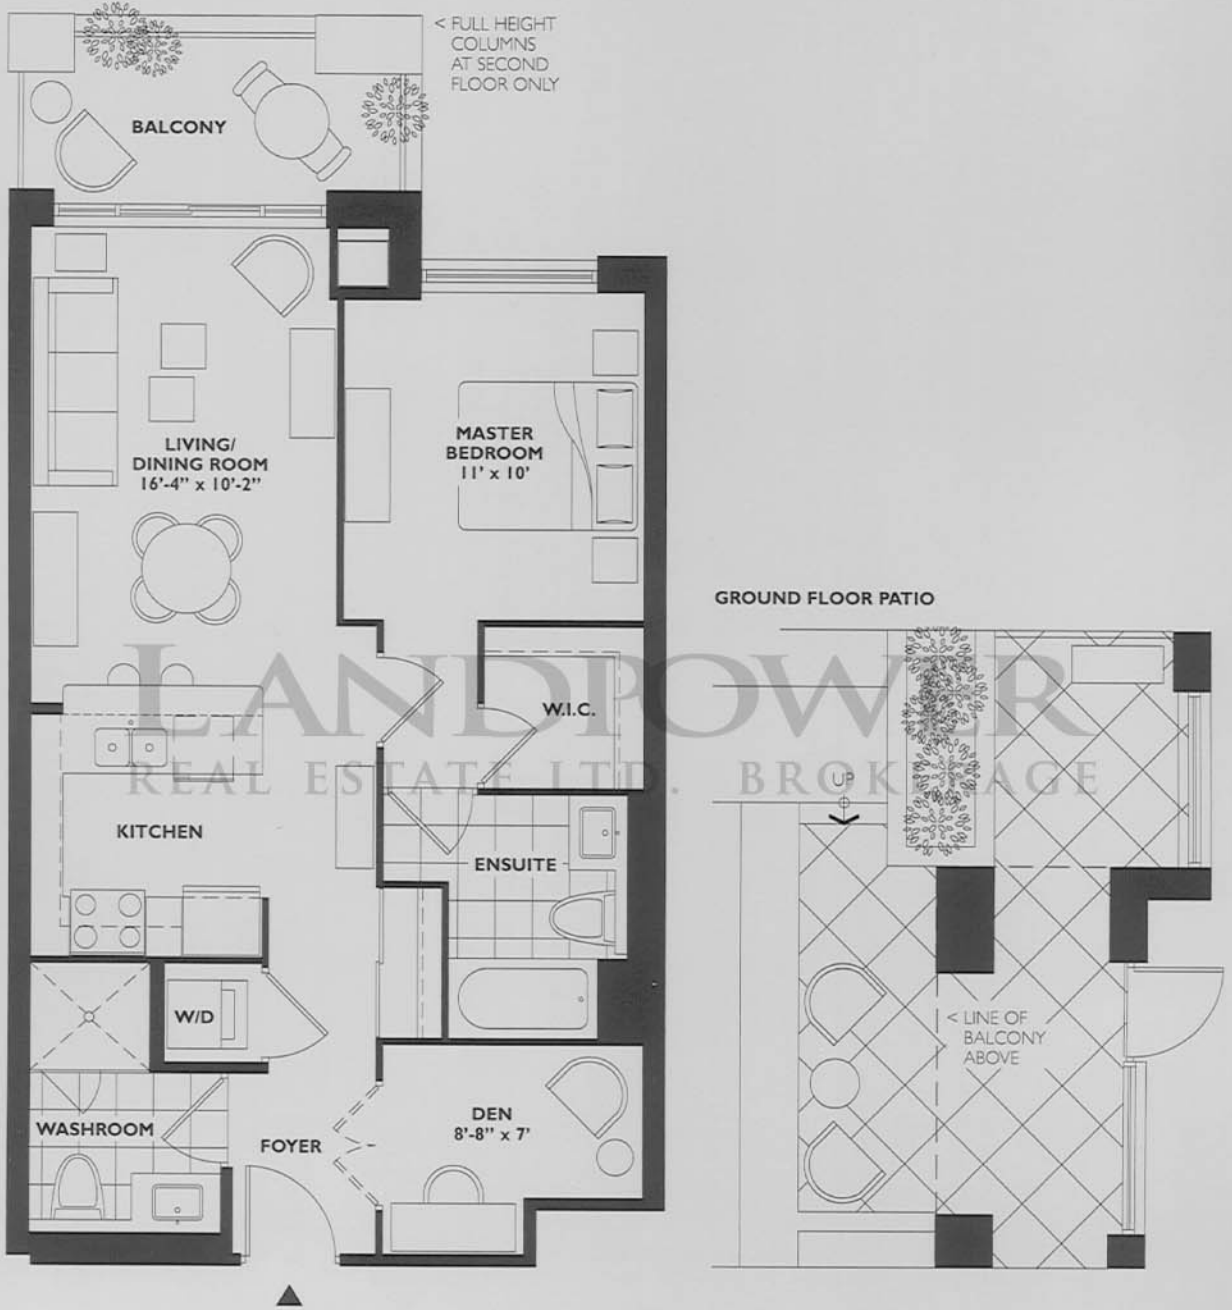 < FULL HEIGHT
COLUMNS
AT SECOND
FLOOR ONLY
BALCONY
LIVING/
DINING ROOM
16'-4" x 10'-2"
MASTER
BEDROOM
11' x 10'
GROUND FLOOR PATIO
LANDPOWER
REAL ESTATE LTD. BROKERAGE
W.I.C.
UP
KITCHEN
ENSUITE
W/D
< LINE OF
BALCONY
ABOVE
WASHROOM
FOYER
DEN
8'-8" x 7'